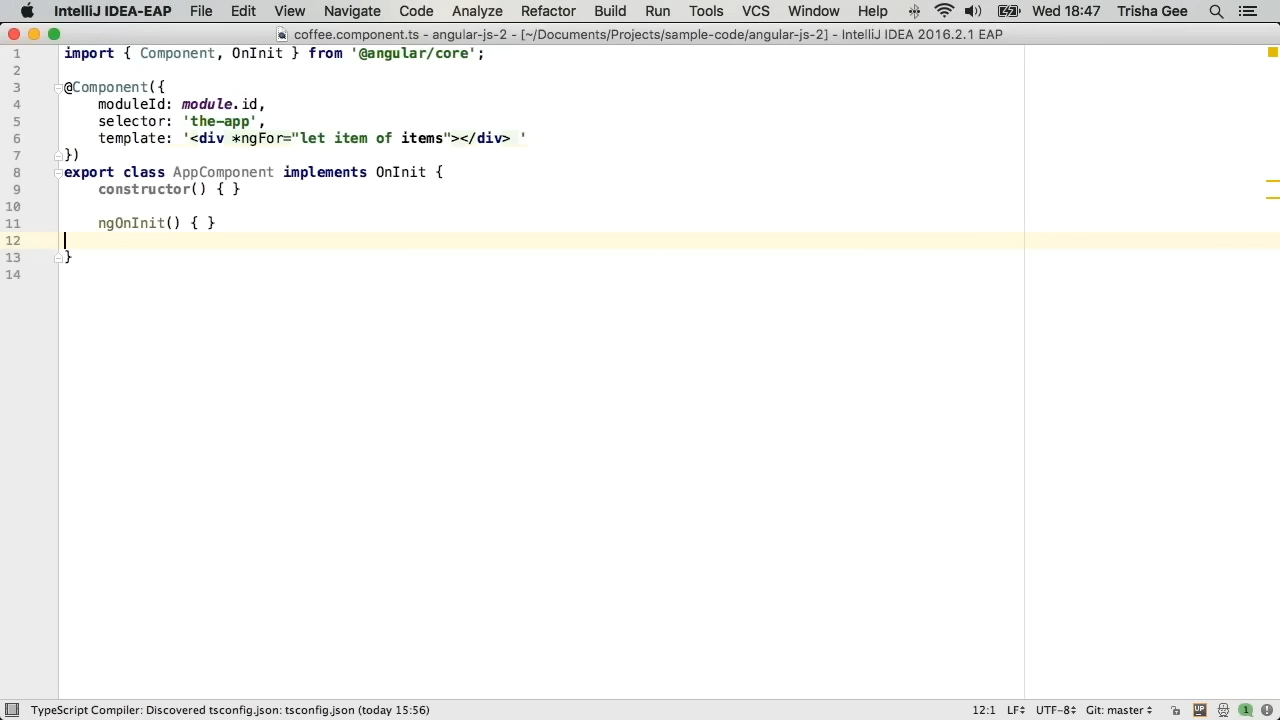 IntelliJ IDEA-EAP File Edit View Navigate Code Analyze Refactor Build Run Tools VCS Window Help Wed 18:47 Trisha Gee
coffee.component.ts - angular-js-2 - [~/Documents/Projects/sample-code/angular-js-2] - IntelliJ IDEA 2016.2.1 EAP
1 import { Component, OnInit } from '@angular/core';
2
3 @Component({
4 moduleId: module.id,
5 selector: 'the-app',
6 template: '<div *ngFor="let item of items"></div> '
7 })
8 export class AppComponent implements OnInit {
9 constructor() { }
10
11 ngOnInit() { }
12
13 }
14
TypeScript Compiler: Discovered tsconfig.json: tsconfig.json (today 15:56) 12:1 LF UTF-8 Git: master UP 1